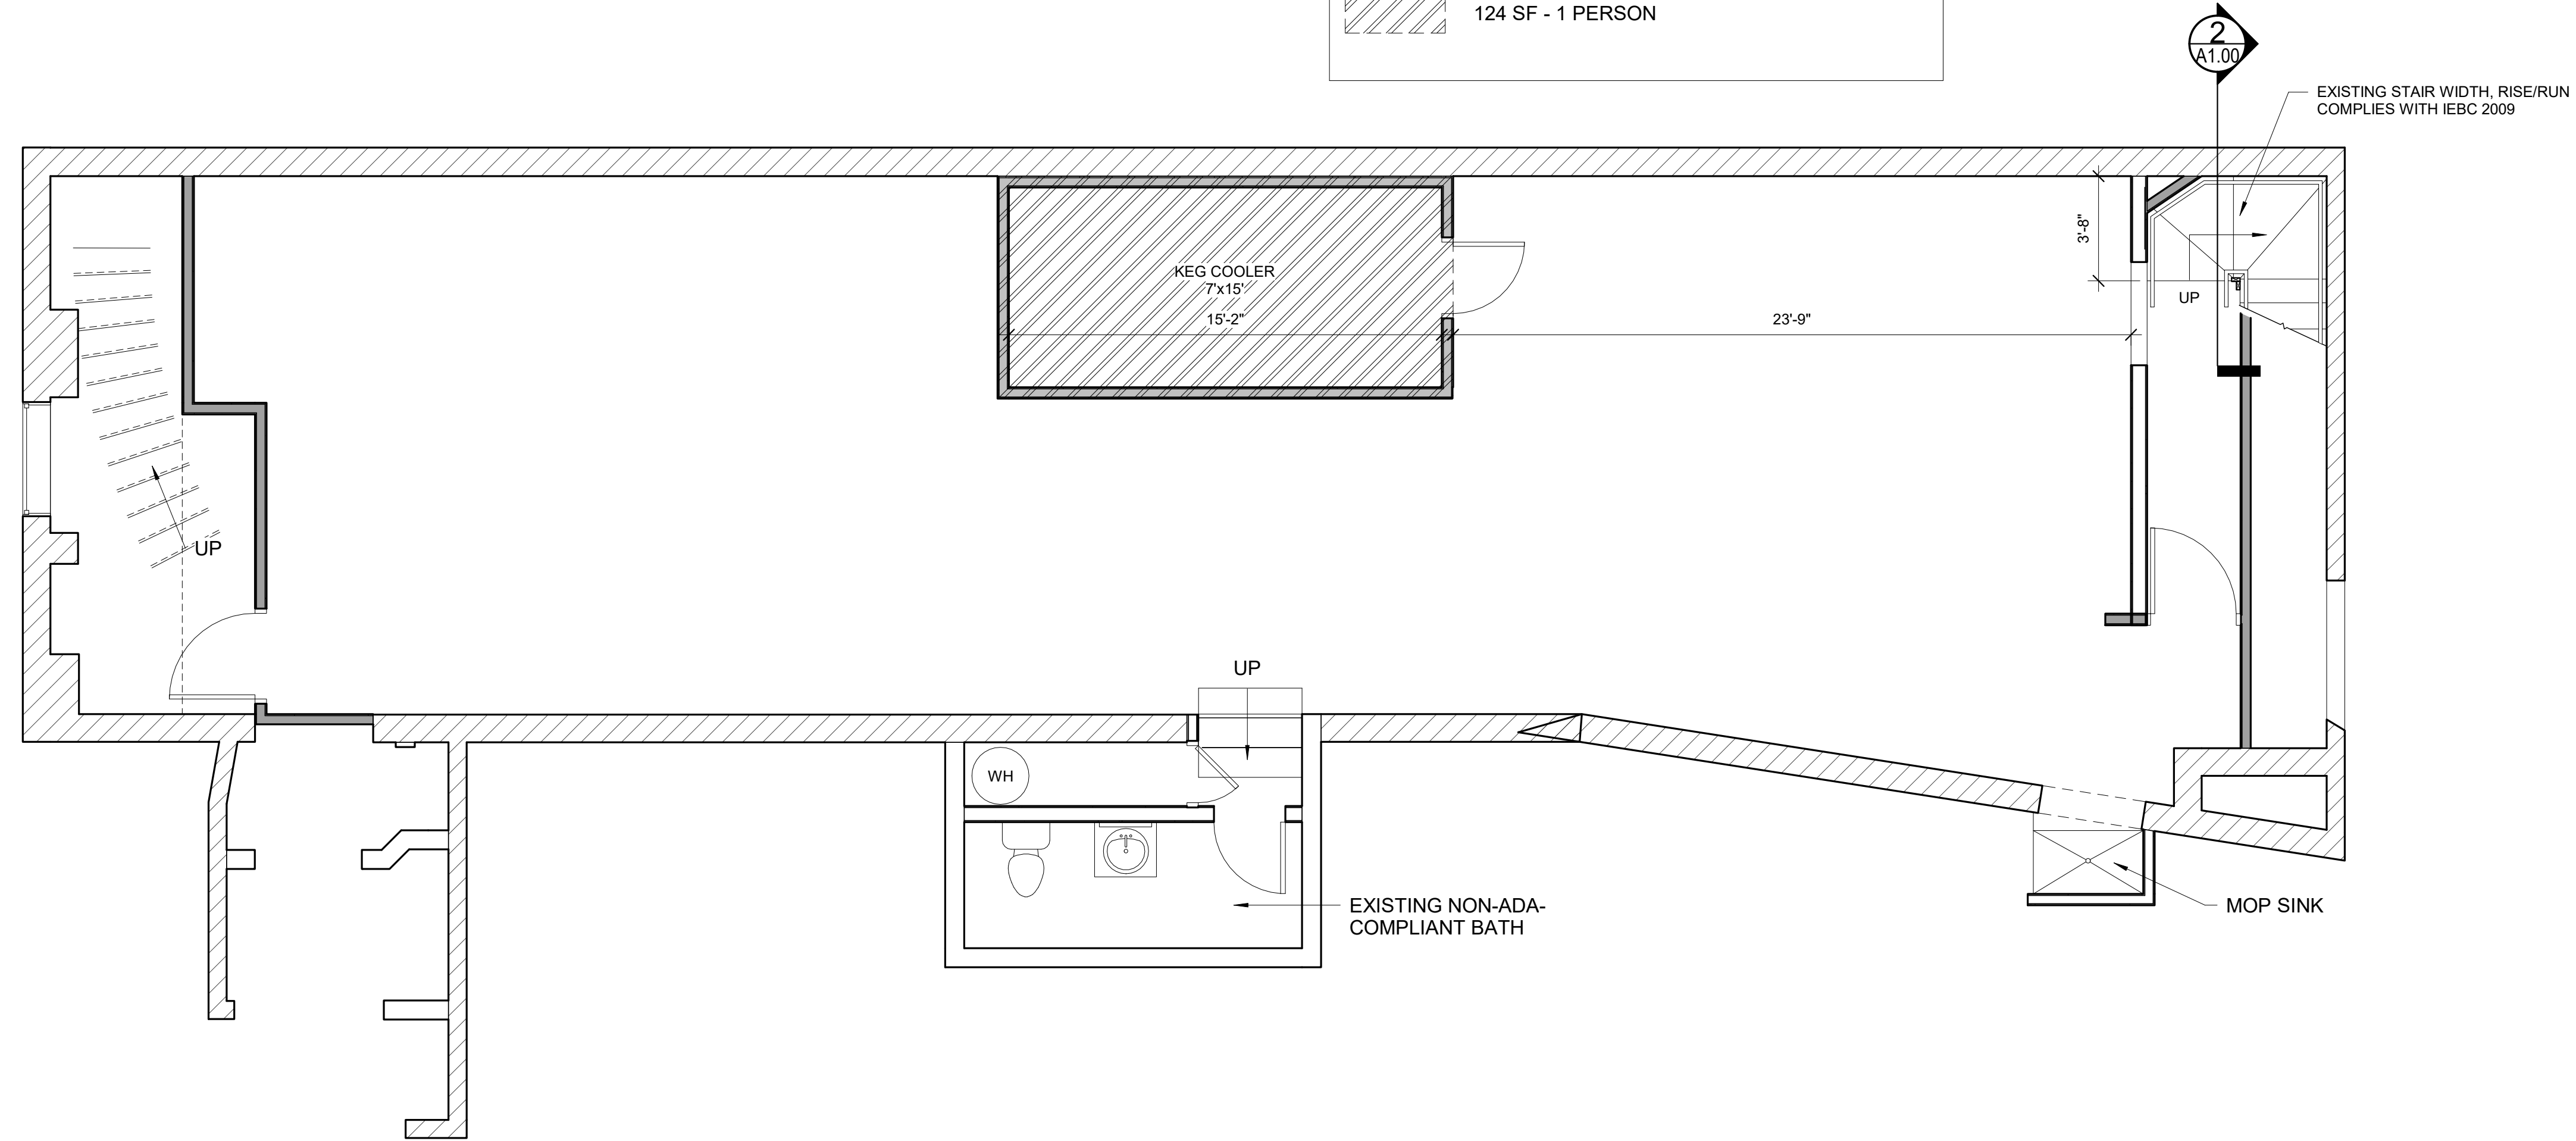 124 SF - 1 PERSON
2
A1.00
EXISTING STAIR WIDTH, RISE/RUN
COMPLIES WITH IEBC 2009
3'-8"
KEG COOLER
7'x15'
15'-2"
23'-9"
UP
UP
UP
WH
EXISTING NON-ADA-
COMPLIANT BATH
MOP SINK